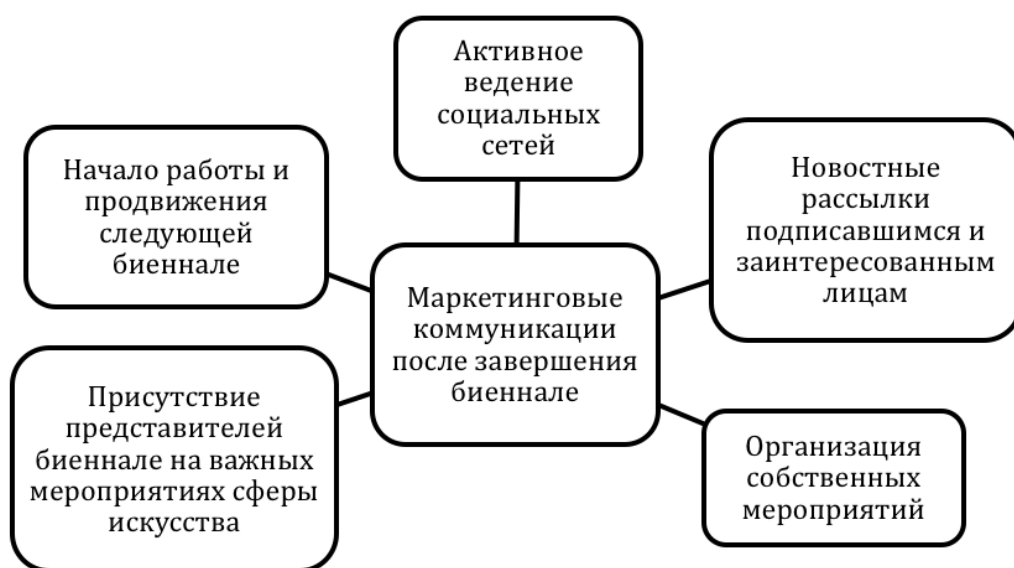 Активное
ведение
социальных
сетей
Начало работы и
продвижения
следующей
биеннале
Новостные
рассылки
подписавшимся и
заинтересованным
лицам
Маркетинговые
коммуникации
после завершения
биеннале
Присутствие
представителей
биеннале на важных
мероприятиях сферы
искусства
Организация
собственных
мероприятий